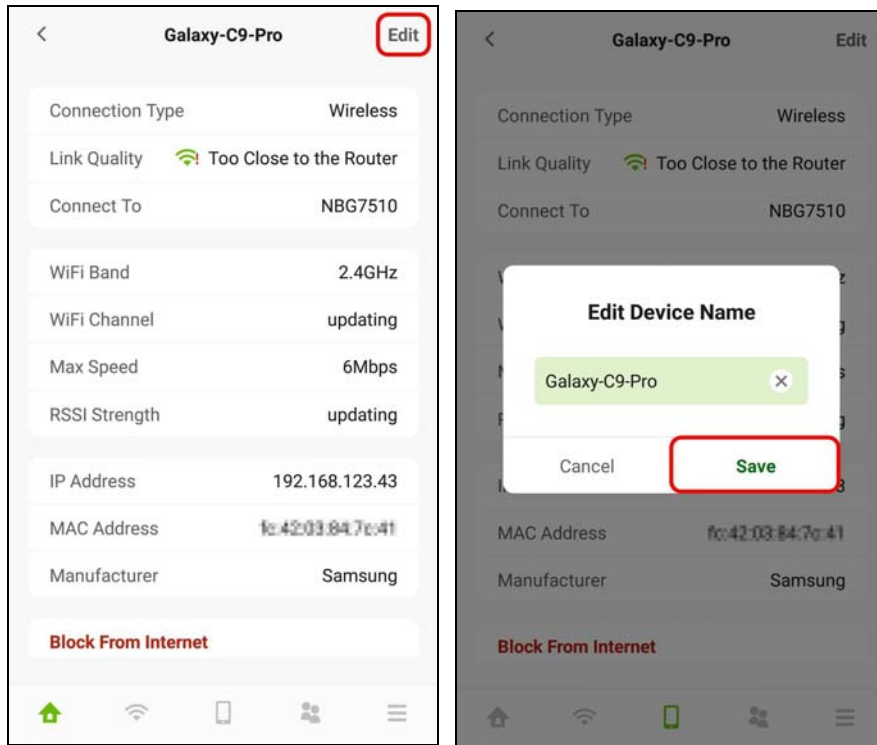 Galaxy-C9-Pro Edit
Connection Type Wireless
Link Quality Too Close to the Router
Connect To NBG7510
WiFi Band 2.4GHz
WiFi Channel updating
Max Speed 6Mbps
RSSI Strength updating
IP Address 192.168.123.43
MAC Address
Manufacturer Samsung
Block From Internet
Galaxy-C9-Pro Edit
Connection Type Wireless
Link Quality Too Close to the Router
Connect To NBG7510
Edit Device Name
Galaxy-C9-Pro
Cancel Save
MAC Address
Manufacturer Samsung
Block From Internet